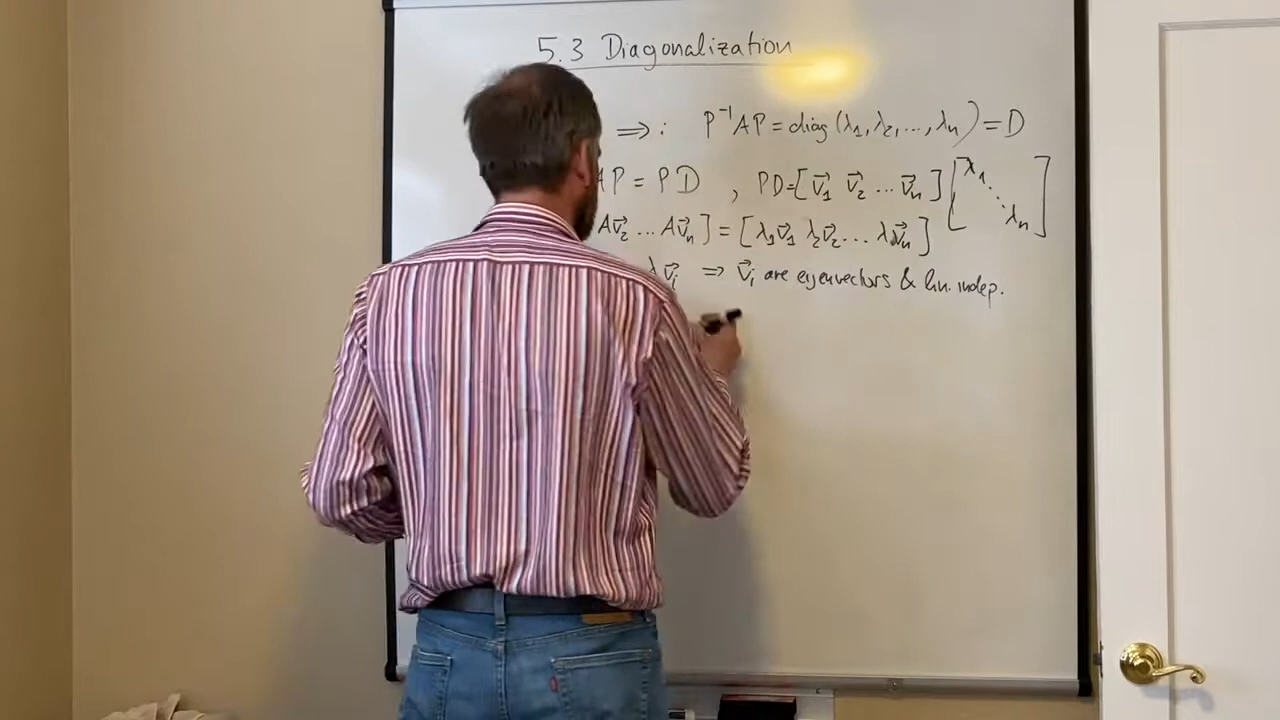 5.3 Diagonalization
⟹: P⁻¹AP = diag (λ₁, λ₂, ..., λₙ) = D
AP = PD , PD = [v⃗₁ v⃗₂ ... v⃗ₙ] [λ₁ ⋱ λₙ]
Av⃗₂ ... Av⃗ₙ] = [λ₁v⃗₁ λ₂v⃗₂ ... λₙv⃗ₙ]
λ v⃗ᵢ ⟹ v⃗ᵢ are eigenvectors & lin. indep.